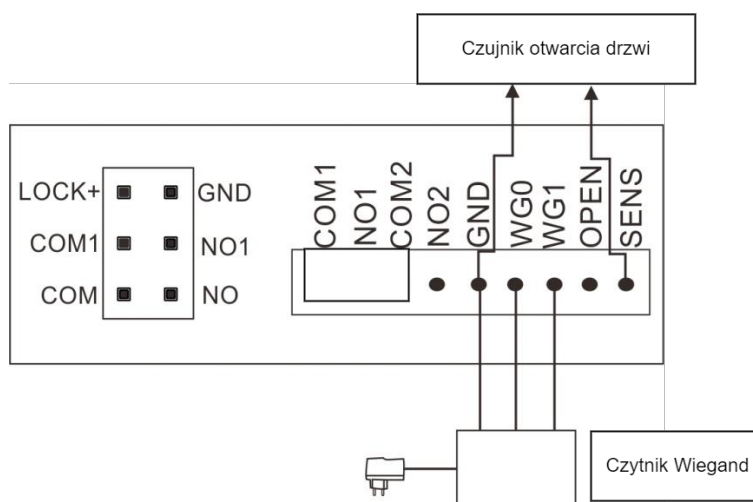 Czujnik otwarcia drzwi
LOCK+ GND
COM1 NO1
COM NO
COM1
NO1
COM2
NO2
GND
WG0
WG1
OPEN
SENS
Czytnik Wiegand